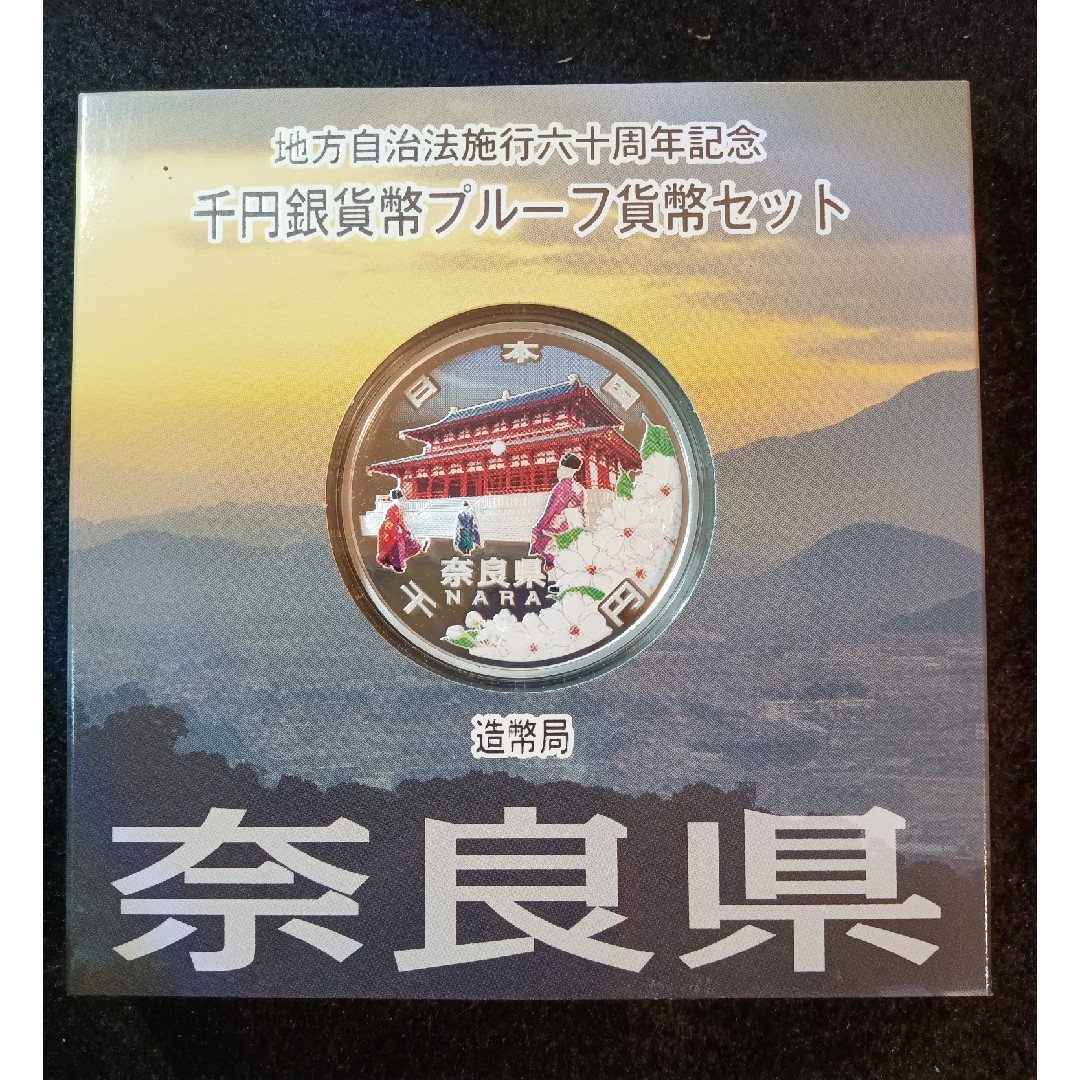 地方自治法施行六十周年記念
千円銀貨幣プルーフ貨幣セット
日本国
奈良県
NARA
千円
造幣局
奈良県